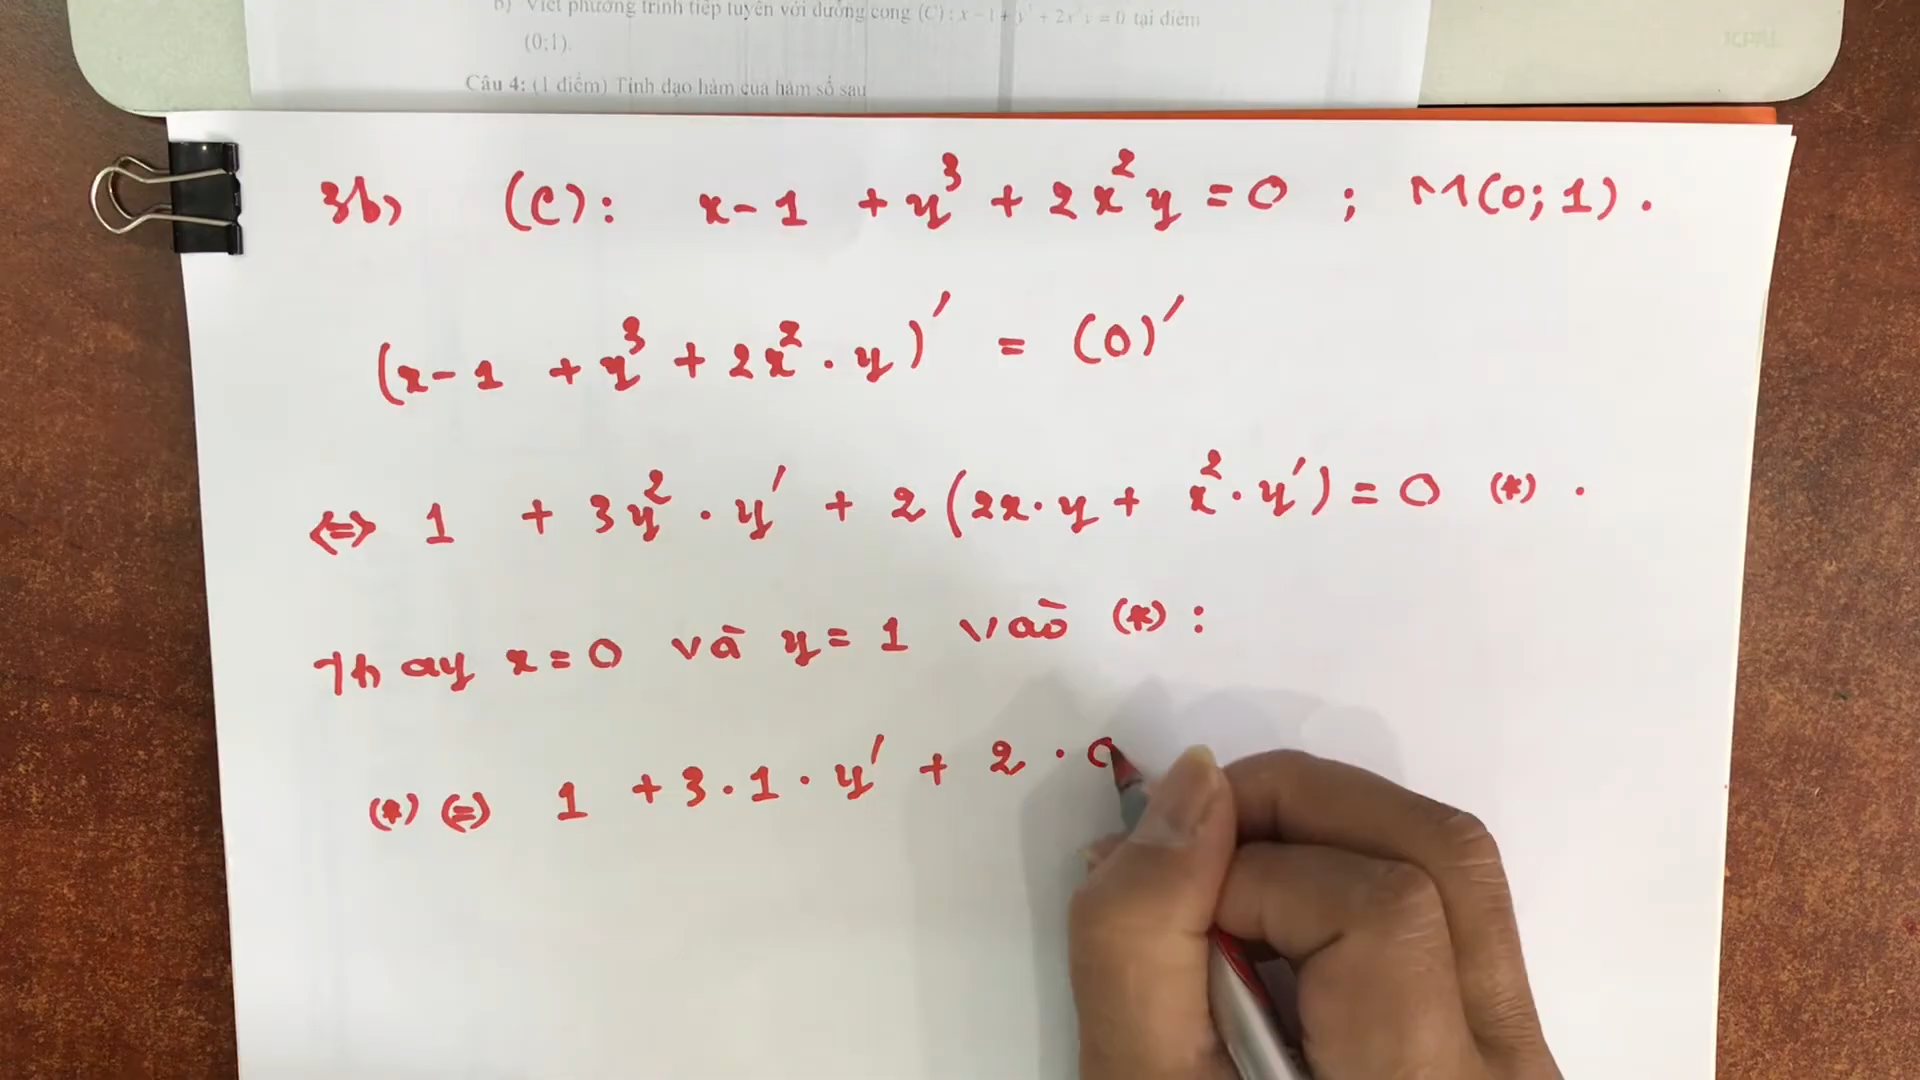 b) Viết phương trình tiếp tuyến với đường cong (C): x − 1 + y³ + 2x²y = 0 tại điểm
(0;1).
Câu 4: (1 điểm) Tính đạo hàm của hàm số sau
3b) (C): x - 1 + y³ + 2x²y = 0 ; M(0; 1).
(x - 1 + y³ + 2x² · y)' = (0)'
⇔ 1 + 3y² · y' + 2(2x · y + x² · y') = 0 (*) .
Thay x = 0 và y = 1 vào (*) :
(*) ⇔ 1 + 3 · 1 · y' + 2 · 0